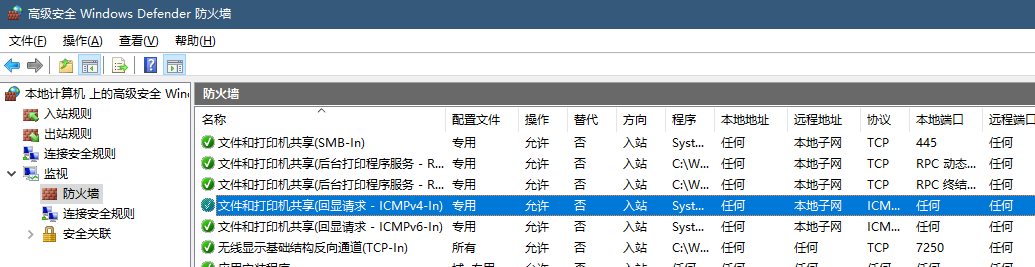 高级安全 Windows Defender 防火墙
文件(F) 操作(A) 查看(V) 帮助(H)
本地计算机 上的高级安全 Wind
入站规则
出站规则
连接安全规则
监视
防火墙
连接安全规则
安全关联
防火墙
名称 配置文件 操作 替代 方向 程序 本地地址 远程地址 协议 本地端口 远程端口
文件和打印机共享(SMB-In) 专用 允许 否 入站 Syst... 任何 本地子网 TCP 445 任何
文件和打印机共享(后台打印程序服务 - R... 专用 允许 否 入站 C:\W... 任何 本地子网 TCP RPC 动态... 任何
文件和打印机共享(后台打印程序服务 - R... 专用 允许 否 入站 C:\W... 任何 本地子网 TCP RPC 终结... 任何
文件和打印机共享(回显请求 - ICMPv4-In) 专用 允许 否 入站 Syst... 任何 本地子网 ICM... 任何 任何
文件和打印机共享(回显请求 - ICMPv6-In) 专用 允许 否 入站 Syst... 任何 本地子网 ICM... 任何 任何
无线显示基础结构反向通道(TCP-In) 所有 允许 否 入站 C:\W... 任何 任何 TCP 7250 任何